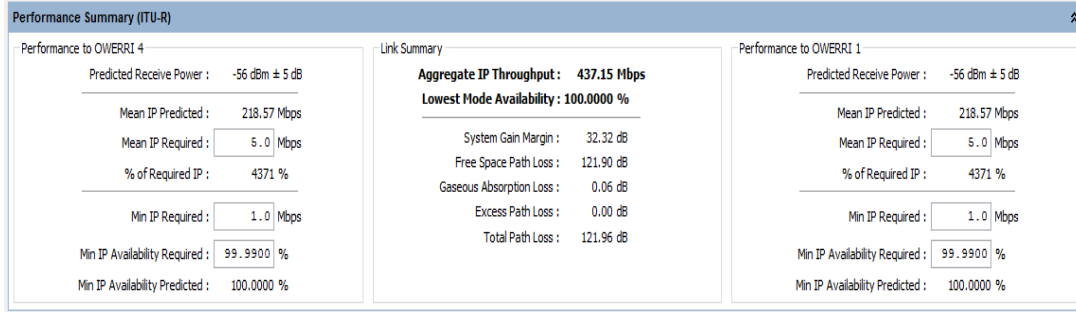 Performance Summary (ITU-R)
Performance to OWERRI 4
Predicted Receive Power : -56 dBm ± 5 dB
Mean IP Predicted : 218.57 Mbps
Mean IP Required : 5.0 Mbps
% of Required IP : 4371 %
Min IP Required : 1.0 Mbps
Min IP Availability Required : 99.9900 %
Min IP Availability Predicted : 100.0000 %
Link Summary
Aggregate IP Throughput : 437.15 Mbps
Lowest Mode Availability : 100.0000 %
System Gain Margin : 32.32 dB
Free Space Path Loss : 121.90 dB
Gaseous Absorption Loss : 0.06 dB
Excess Path Loss : 0.00 dB
Total Path Loss : 121.96 dB
Performance to OWERRI 1
Predicted Receive Power : -56 dBm ± 5 dB
Mean IP Predicted : 218.57 Mbps
Mean IP Required : 5.0 Mbps
% of Required IP : 4371 %
Min IP Required : 1.0 Mbps
Min IP Availability Required : 99.9900 %
Min IP Availability Predicted : 100.0000 %